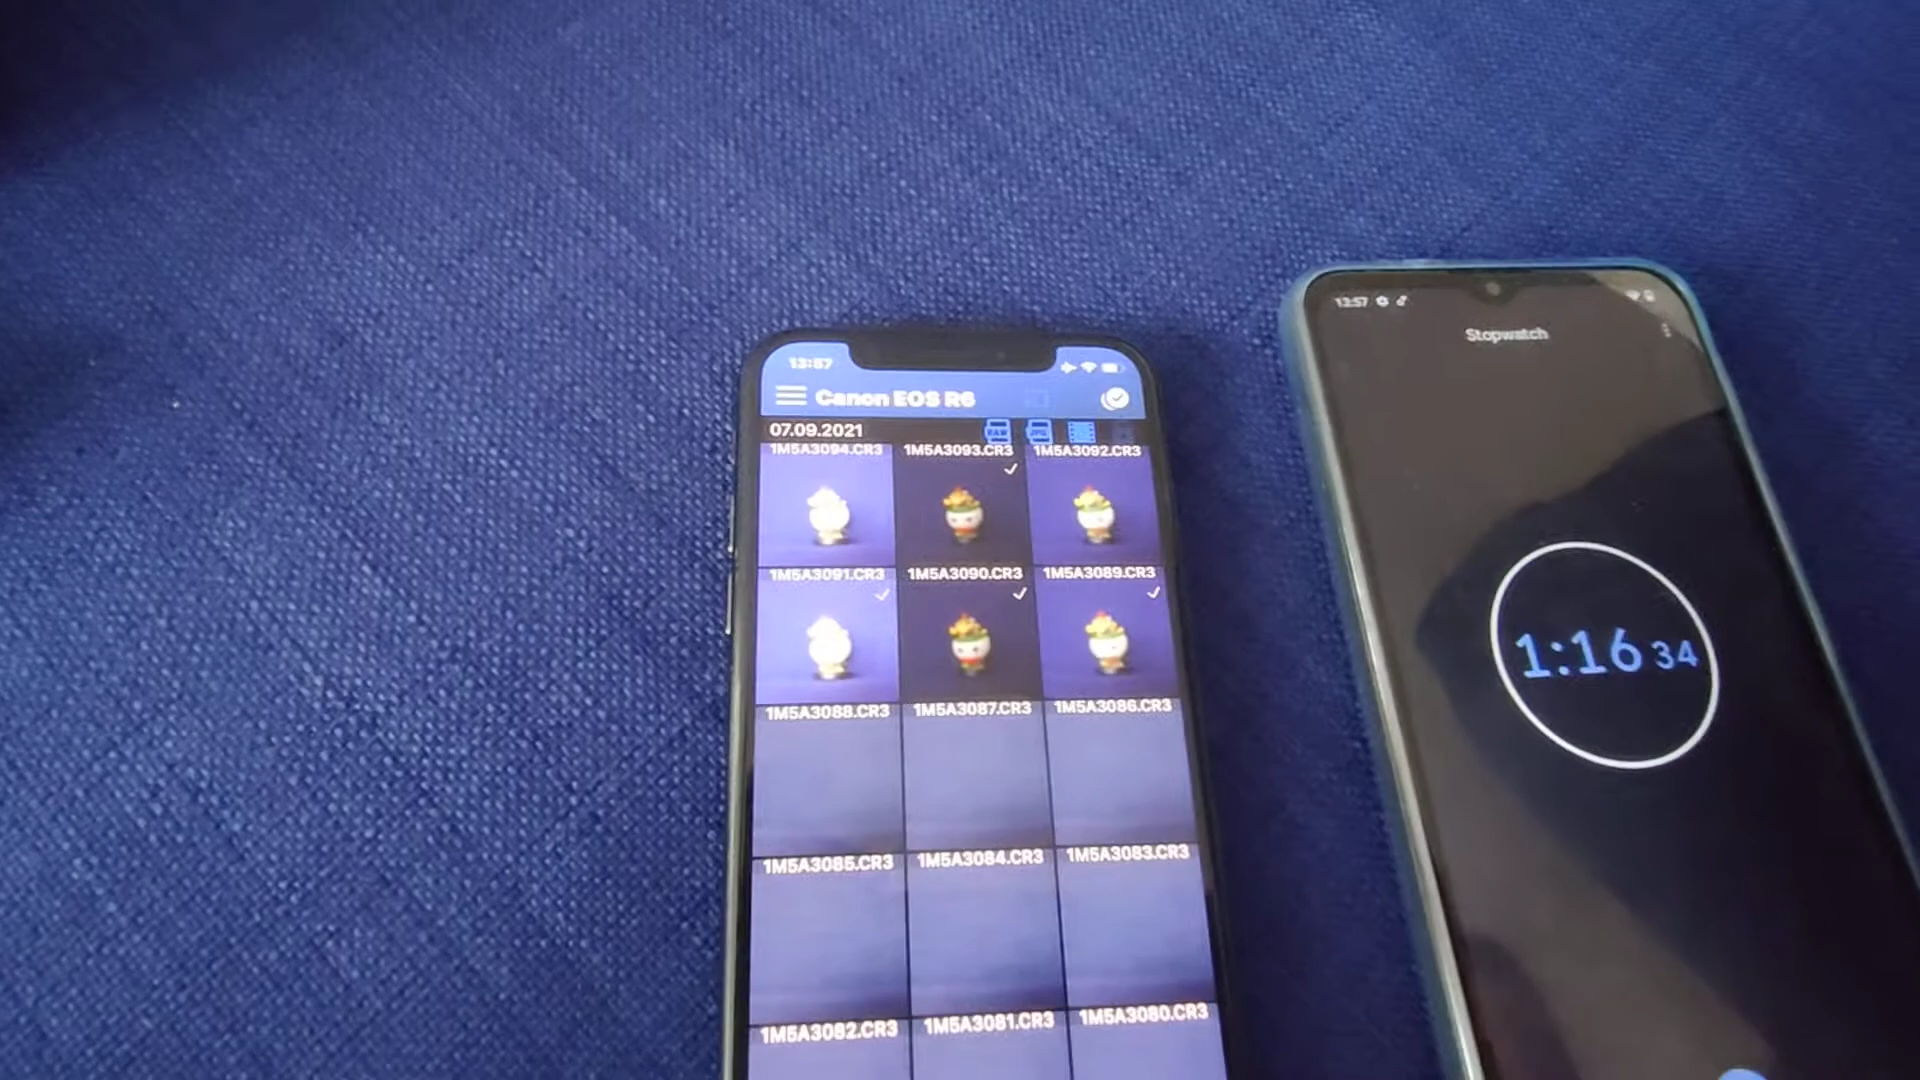 13:57
Canon EOS R6
07.09.2021
RAW JPG
1M5A3094.CR3 1M5A3093.CR3 1M5A3092.CR3
1M5A3091.CR3 1M5A3090.CR3 1M5A3089.CR3
1M5A3088.CR3 1M5A3087.CR3 1M5A3086.CR3
1M5A3085.CR3 1M5A3084.CR3 1M5A3083.CR3
1M5A3082.CR3 1M5A3081.CR3 1M5A3080.CR3
13:57
Stopwatch
1:16 34